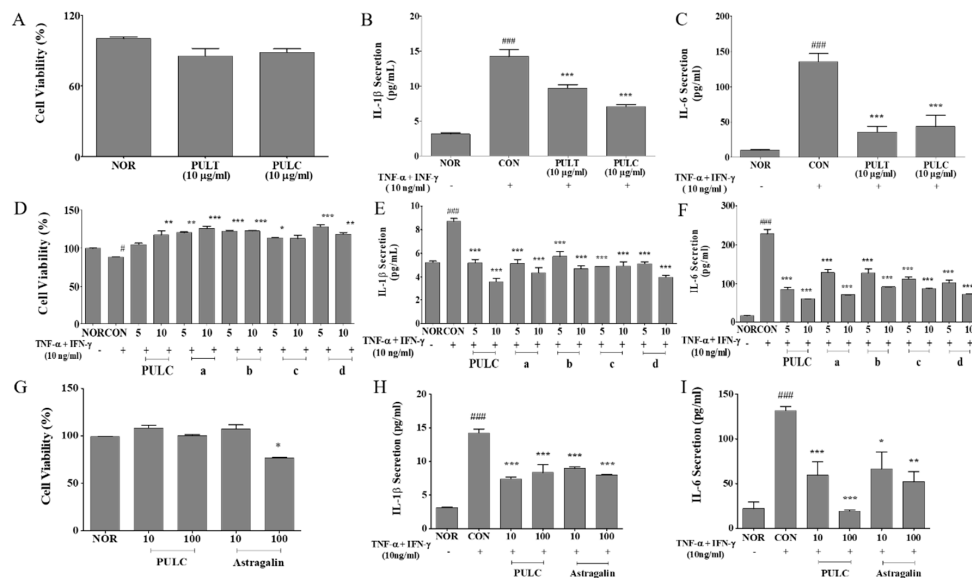 A
Cell Viability (%)
120
80
40
0
NOR PULT PULC
(10 µg/ml) (10 µg/ml)
B
IL-1β Secretion
(pg/mL)
20
15
10
5
0
###
***
***
NOR CON PULT PULC
(10 µg/ml) (10 µg/ml)
TNF-α + INF-γ
( 10 ng/ml )
- + + +
C
IL-6 Secretion
(pg/ml)
200
150
100
50
0
###
***
***
NOR CON PULT PULC
(10 µg/ml) (10 µg/ml)
TNF-α + IFN-γ
( 10 ng/ml )
- + + +
D
Cell Viability (%)
150
100
50
0
# ** ** *** *** *** * *** **
NOR CON 5 10 5 10 5 10 5 10 5 10
TNF-α + IFN-γ
(10 ng/ml)
- + + + + + + + + + + +
PULC a b c d
E
IL-1β Secretion
(pg/mL)
10
8
6
4
2
0
###
*** *** *** *** *** *** *** *** *** ***
NOR CON 5 10 5 10 5 10 5 10 5 10
TNF-α + IFN-γ
(10 ng/ml)
- + + + + + + + + + + +
PULC a b c d
F
IL-6 Secretion
(pg/ml)
300
200
100
50
0
###
*** *** *** *** *** *** *** *** *** ***
NOR CON 5 10 5 10 5 10 5 10 5 10
TNF-α + IFN-γ
(10 ng/ml)
- + + + + + + + + + + +
PULC a b c d
G
Cell Viability (%)
150
100
50
0
*
NOR 10 100 10 100
PULC Astragalin
H
IL-1β Secretion (pg/ml)
20
15
10
5
0
###
*** *** *** ***
NOR CON 10 100 10 100
TNF-α + IFN-γ
(10ng/ml)
- + + + + +
PULC Astragalin
I
IL-6 Secretion (pg/ml)
150
100
50
0
###
*** *** * **
NOR CON 10 100 10 100
TNF-α + IFN-γ
(10ng/ml)
- + + + + +
PULC Astragalin